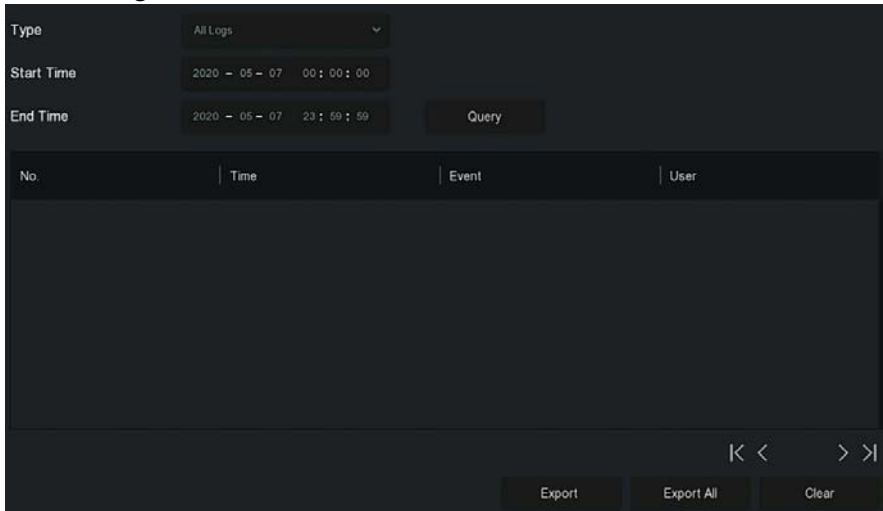 Type All Logs
Start Time 2020 - 05 - 07 00 : 00 : 00
End Time 2020 - 05 - 07 23 : 59 : 59 Query
No. Time Event User
Export Export All Clear